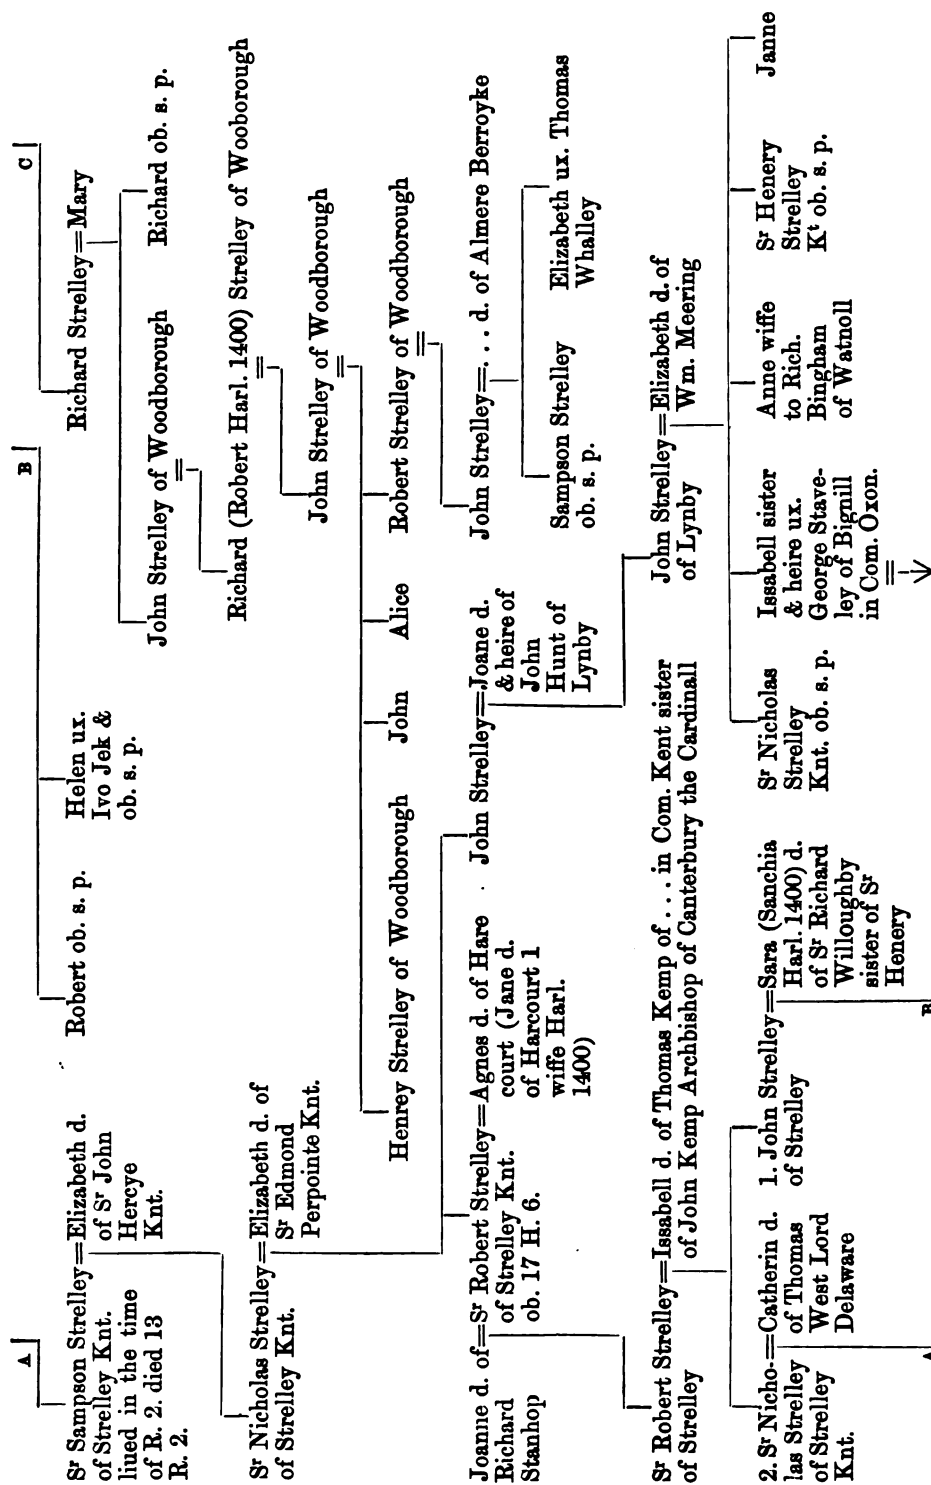 A
B
C
Sʳ Sampson Strelley=Elizabeth d.
of Strelley Knt.
liued in the time
of R. 2. died 13
R. 2.
of Sʳ John
Hercye
Knt.
Robert ob. s. p.
Helen ux.
Ivo Jek &
ob. s. p.
Richard Strelley=Mary
John Strelley of Woodborough
Richard ob. s. p.
Richard (Robert Harl. 1400) Strelley of Wooborough
Sʳ Nicholas Strelley=Elizabeth d. of
of Strelley Knt.
Sʳ Edmond
Perpointe Knt.
John Strelley of Woodborough
Henrey Strelley of Woodborough
John
Alice
Robert Strelley of Woodborough
Joanne d. of=Sʳ Robert Strelley=Agnes d. of Hare
Richard
Stanhop
of Strelley Knt.
ob. 17 H. 6.
court (Jane d.
of Harcourt 1
wiffe Harl.
1400)
John Strelley=Joane d.
& heire of
John
Hunt of
Lynby
John Strelley=... d. of Almere Berroyke
Sampson Strelley
ob. s. p.
Elizabeth ux. Thomas
Whalley
Sʳ Robert Strelley=Issabell d. of Thomas Kemp of ... in Com. Kent sister
of Strelley
of John Kemp Archbishop of Canterbury the Cardinall
John Strelley=Elizabeth d. of
of Lynby
Wm. Meering
2. Sʳ Nicho-=Catherin d.
las Strelley
of Strelley
Knt.
of Thomas
West Lord
Delaware
1. John Strelley=Sara (Sanchia
of Strelley
Harl. 1400) d.
of Sʳ Richard
Willoughby
sister of Sʳ
Henery
Sʳ Nicholas
Strelley
Knt. ob. s. p.
Issabell sister
& heire ux.
George Stave-
ley of Bignill
in Com. Oxon.
Anne wiffe
to Rich.
Bingham
of Watnoll
Sʳ Henery
Strelley
Kᵗ ob. s. p.
Janne
A
B